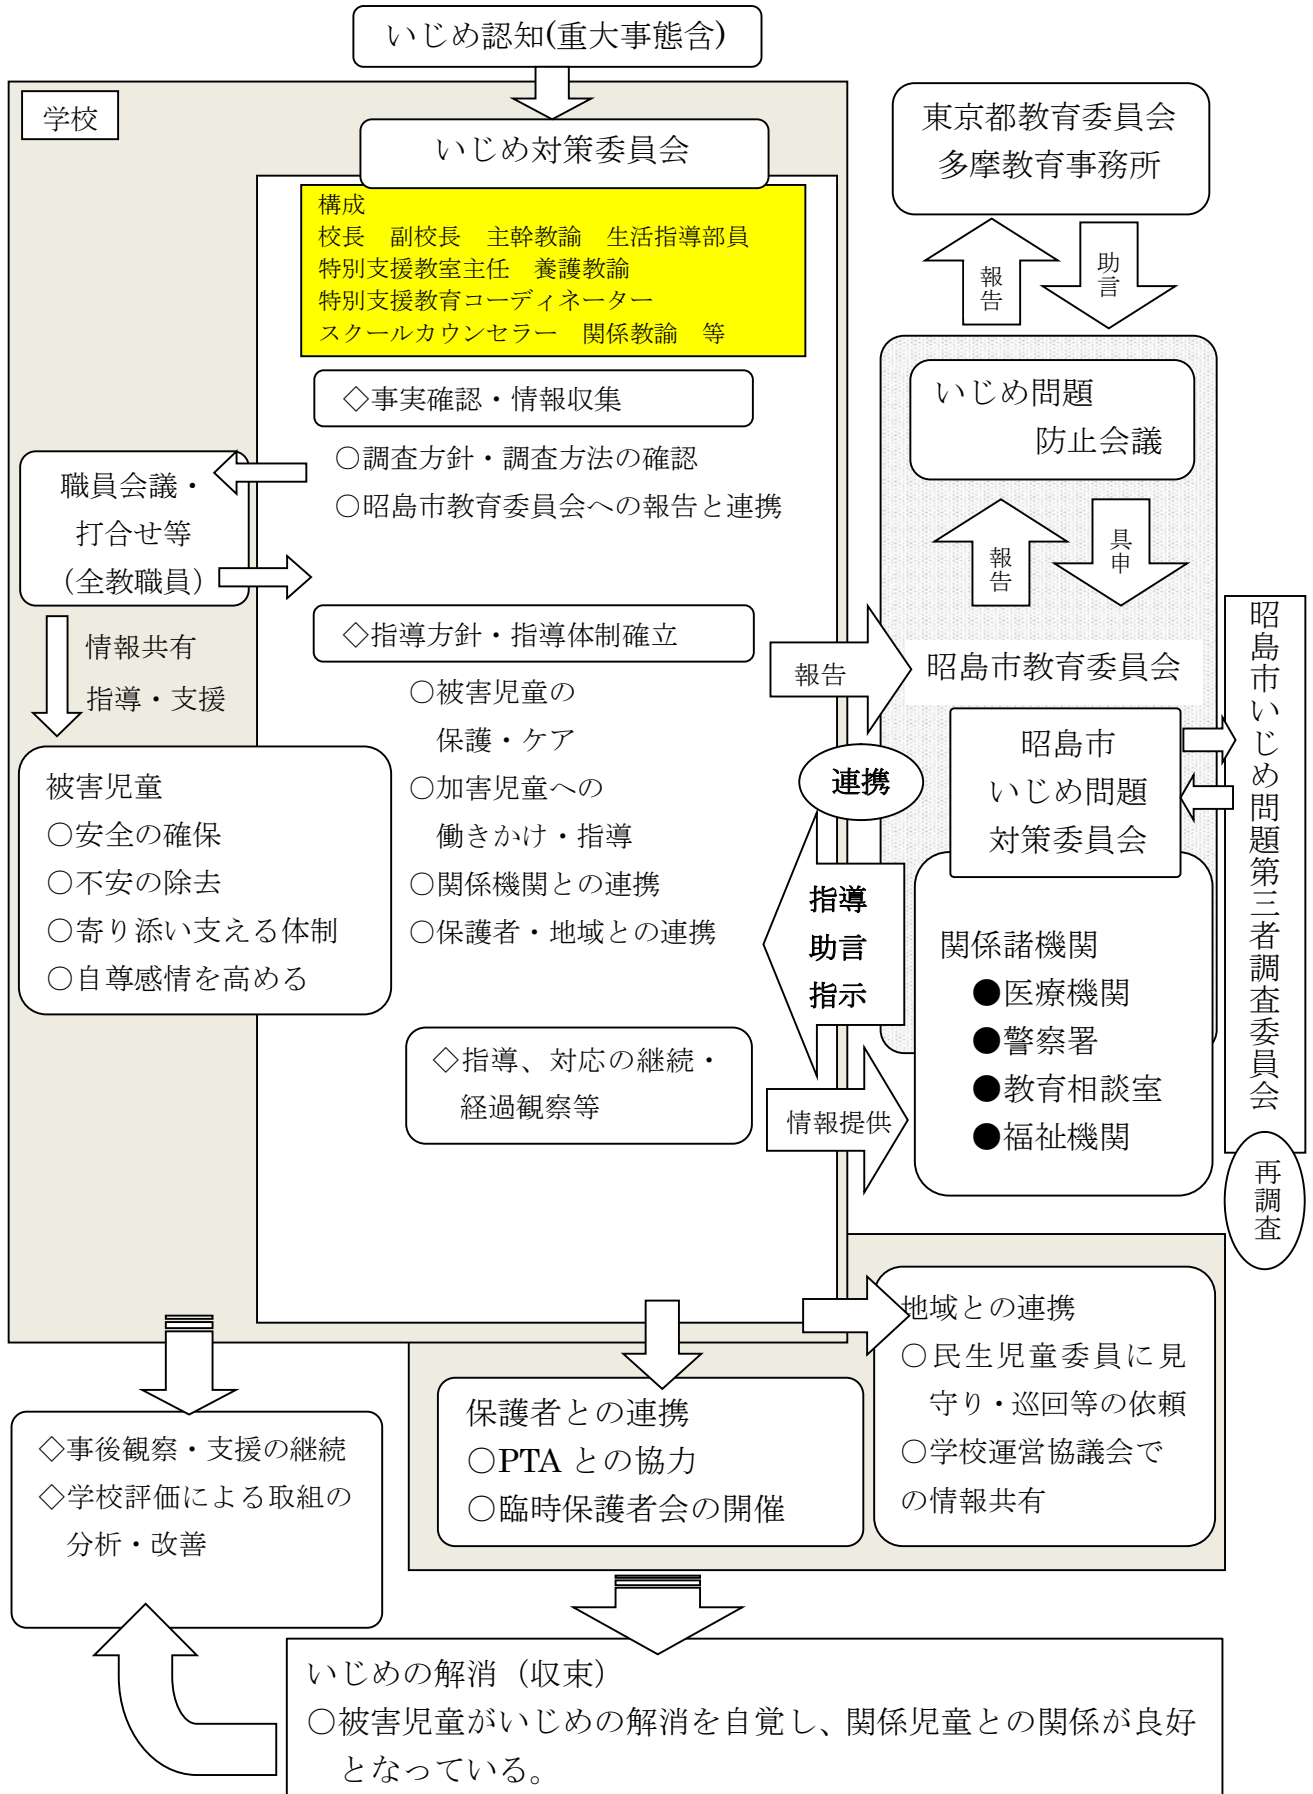 いじめ認知(重大事態含)
学校
いじめ対策委員会
構成
校長　副校長　主幹教諭　生活指導部員
特別支援教室主任　養護教諭
特別支援教育コーディネーター
スクールカウンセラー　関係教諭　等
◇事実確認・情報収集
〇調査方針・調査方法の確認
〇昭島市教育委員会への報告と連携
職員会議・
打合せ等
（全教職員）
情報共有
指導・支援
被害児童
〇安全の確保
〇不安の除去
〇寄り添い支える体制
〇自尊感情を高める
◇指導方針・指導体制確立
〇被害児童の
保護・ケア
〇加害児童への
働きかけ・指導
〇関係機関との連携
〇保護者・地域との連携
◇指導、対応の継続・
経過観察等
東京都教育委員会
多摩教育事務所
報告
助言
いじめ問題
防止会議
報告
具申
報告
昭島市教育委員会
連携
昭島市
いじめ問題
対策委員会
指導
助言
指示
関係諸機関
●医療機関
●警察署
●教育相談室
●福祉機関
情報提供
昭島市いじめ問題第三者調査委員会
再調査
地域との連携
〇民生児童委員に見
守り・巡回等の依頼
〇学校運営協議会で
の情報共有
保護者との連携
〇PTA との協力
〇臨時保護者会の開催
◇事後観察・支援の継続
◇学校評価による取組の
分析・改善
いじめの解消（収束）
〇被害児童がいじめの解消を自覚し、関係児童との関係が良好
となっている。